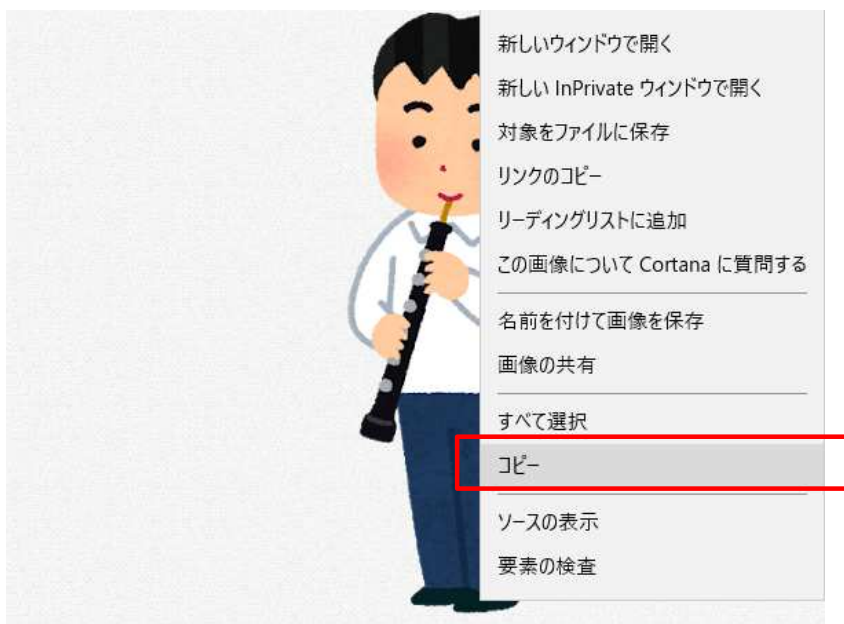 新しいウィンドウで開く
新しい InPrivate ウィンドウで開く
対象をファイルに保存
リンクのコピー
リーディングリストに追加
この画像について Cortana に質問する
名前を付けて画像を保存
画像の共有
すべて選択
コピー
ソースの表示
要素の検査